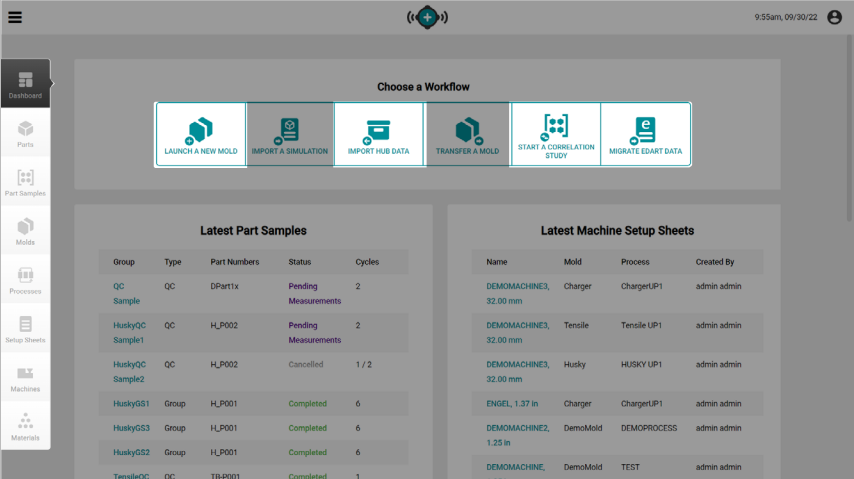 9:55am, 09/30/22
Dashboard
Parts
Part Samples
Molds
Processes
Setup Sheets
Machines
Materials
Choose a Workflow
LAUNCH A NEW MOLD
IMPORT A SIMULATION
IMPORT HUB DATA
TRANSFER A MOLD
START A CORRELATION
STUDY
e
MIGRATE EDART DATA
Latest Part Samples
Group Type Part Numbers Status Cycles
QC QC DPart1x Pending 2
Sample Measurements
HuskyQC QC H_P002 Pending 2
Sample1 Measurements
HuskyQC QC H_P002 Cancelled 1 / 2
Sample2
HuskyGS1 Group H_P001 Completed 6
HuskyGS3 Group H_P001 Completed 6
HuskyGS2 Group H_P001 Completed 6
TensileQC QC TB-P001 Completed 1
Latest Machine Setup Sheets
Name Mold Process Created By
DEMOMACHINE3, Charger ChargerUP1 admin admin
32.00 mm
DEMOMACHINE3, Tensile Tensile UP1 admin admin
32.00 mm
DEMOMACHINE3, Husky HUSKY UP1 admin admin
32.00 mm
ENGEL, 1.37 in Charger ChargerUP1 admin admin
DEMOMACHINE2, DemoMold DEMOPROCESS admin admin
1.25 in
DEMOMACHINE, DemoMold TEST admin admin